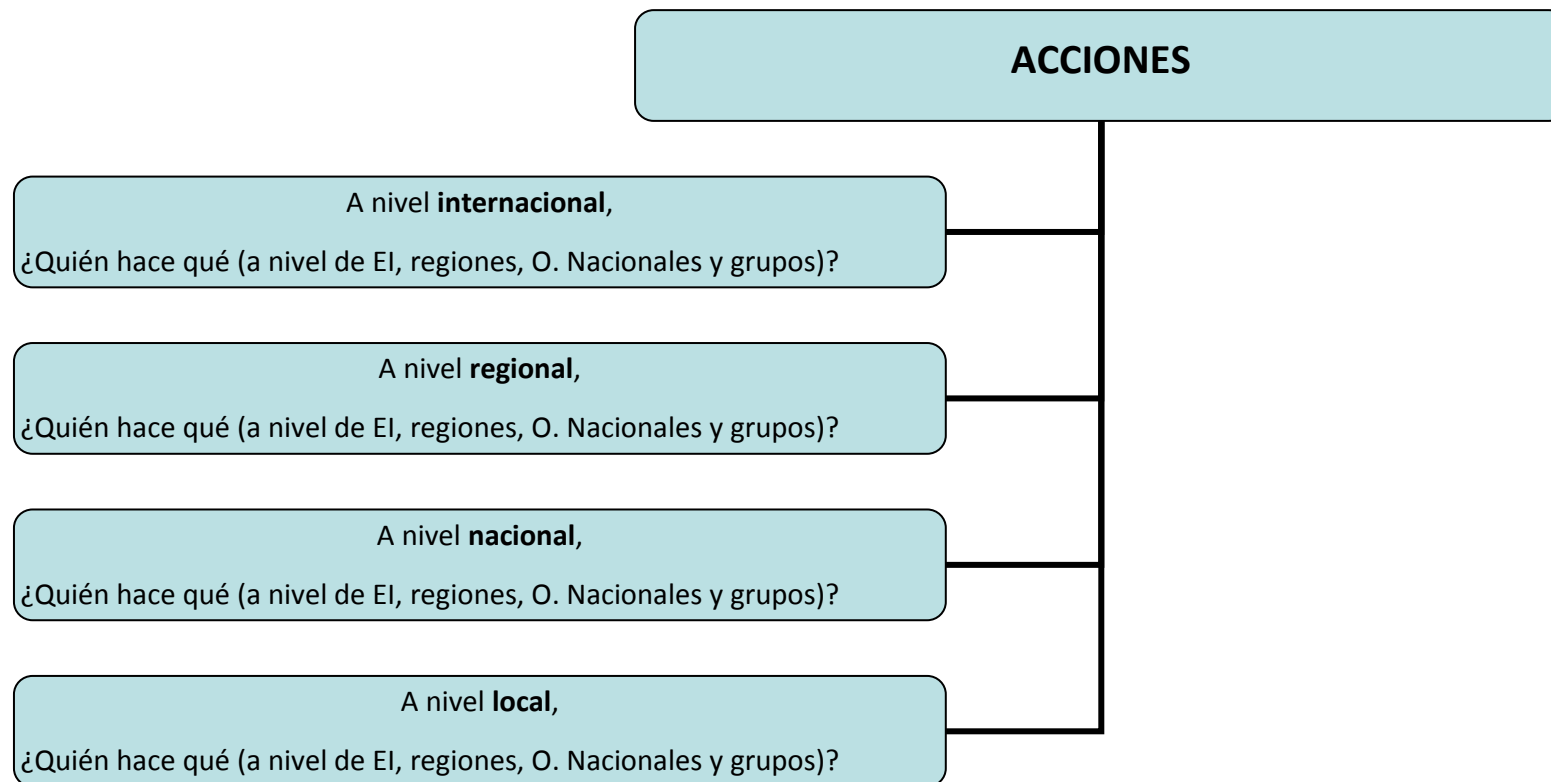 ACCIONES
A nivel internacional,
¿Quién hace qué (a nivel de EI, regiones, O. Nacionales y grupos)?
A nivel regional,
¿Quién hace qué (a nivel de EI, regiones, O. Nacionales y grupos)?
A nivel nacional,
¿Quién hace qué (a nivel de EI, regiones, O. Nacionales y grupos)?
A nivel local,
¿Quién hace qué (a nivel de EI, regiones, O. Nacionales y grupos)?